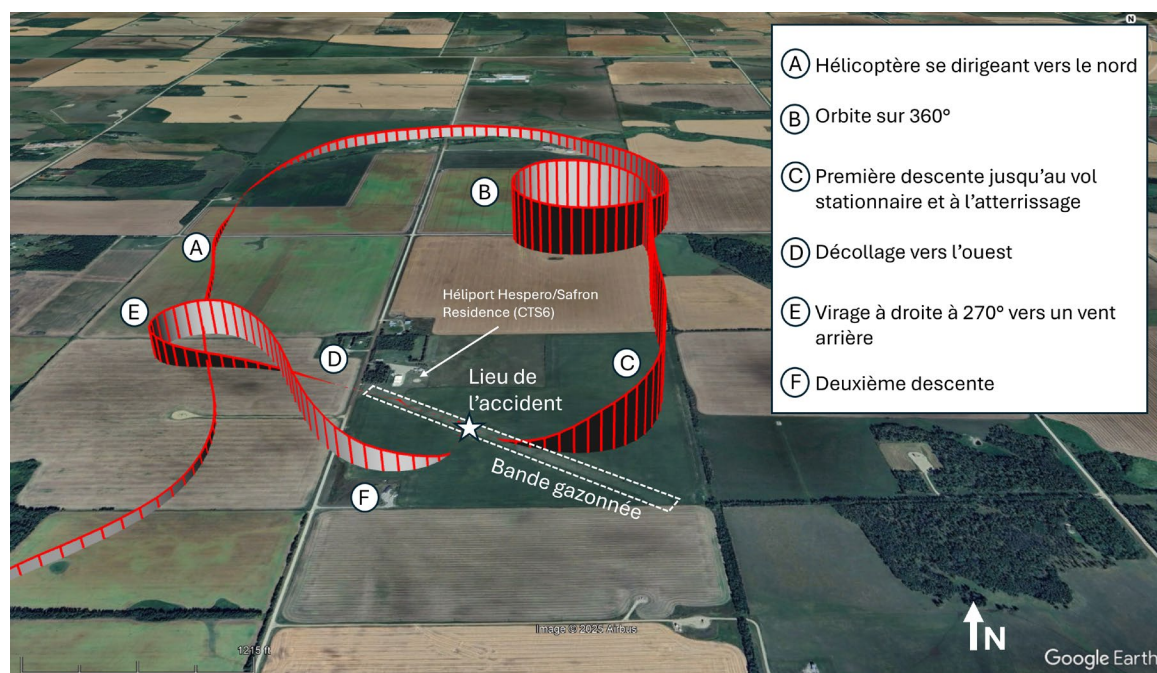 N
A Hélicoptère se dirigeant vers le nord
B Orbite sur 360°
C Première descente jusqu'au vol
stationnaire et à l'atterrissage
D Décollage vers l'ouest
E Virage à droite à 270° vers un vent
arrière
F Deuxième descente
B
A
E
Héliport Hespero/Safron
Residence (CTS6)
D
C
Lieu de
l'accident
Bande gazonnée
F
Image © 2025 Airbus
1215 ft
N
Google Earth